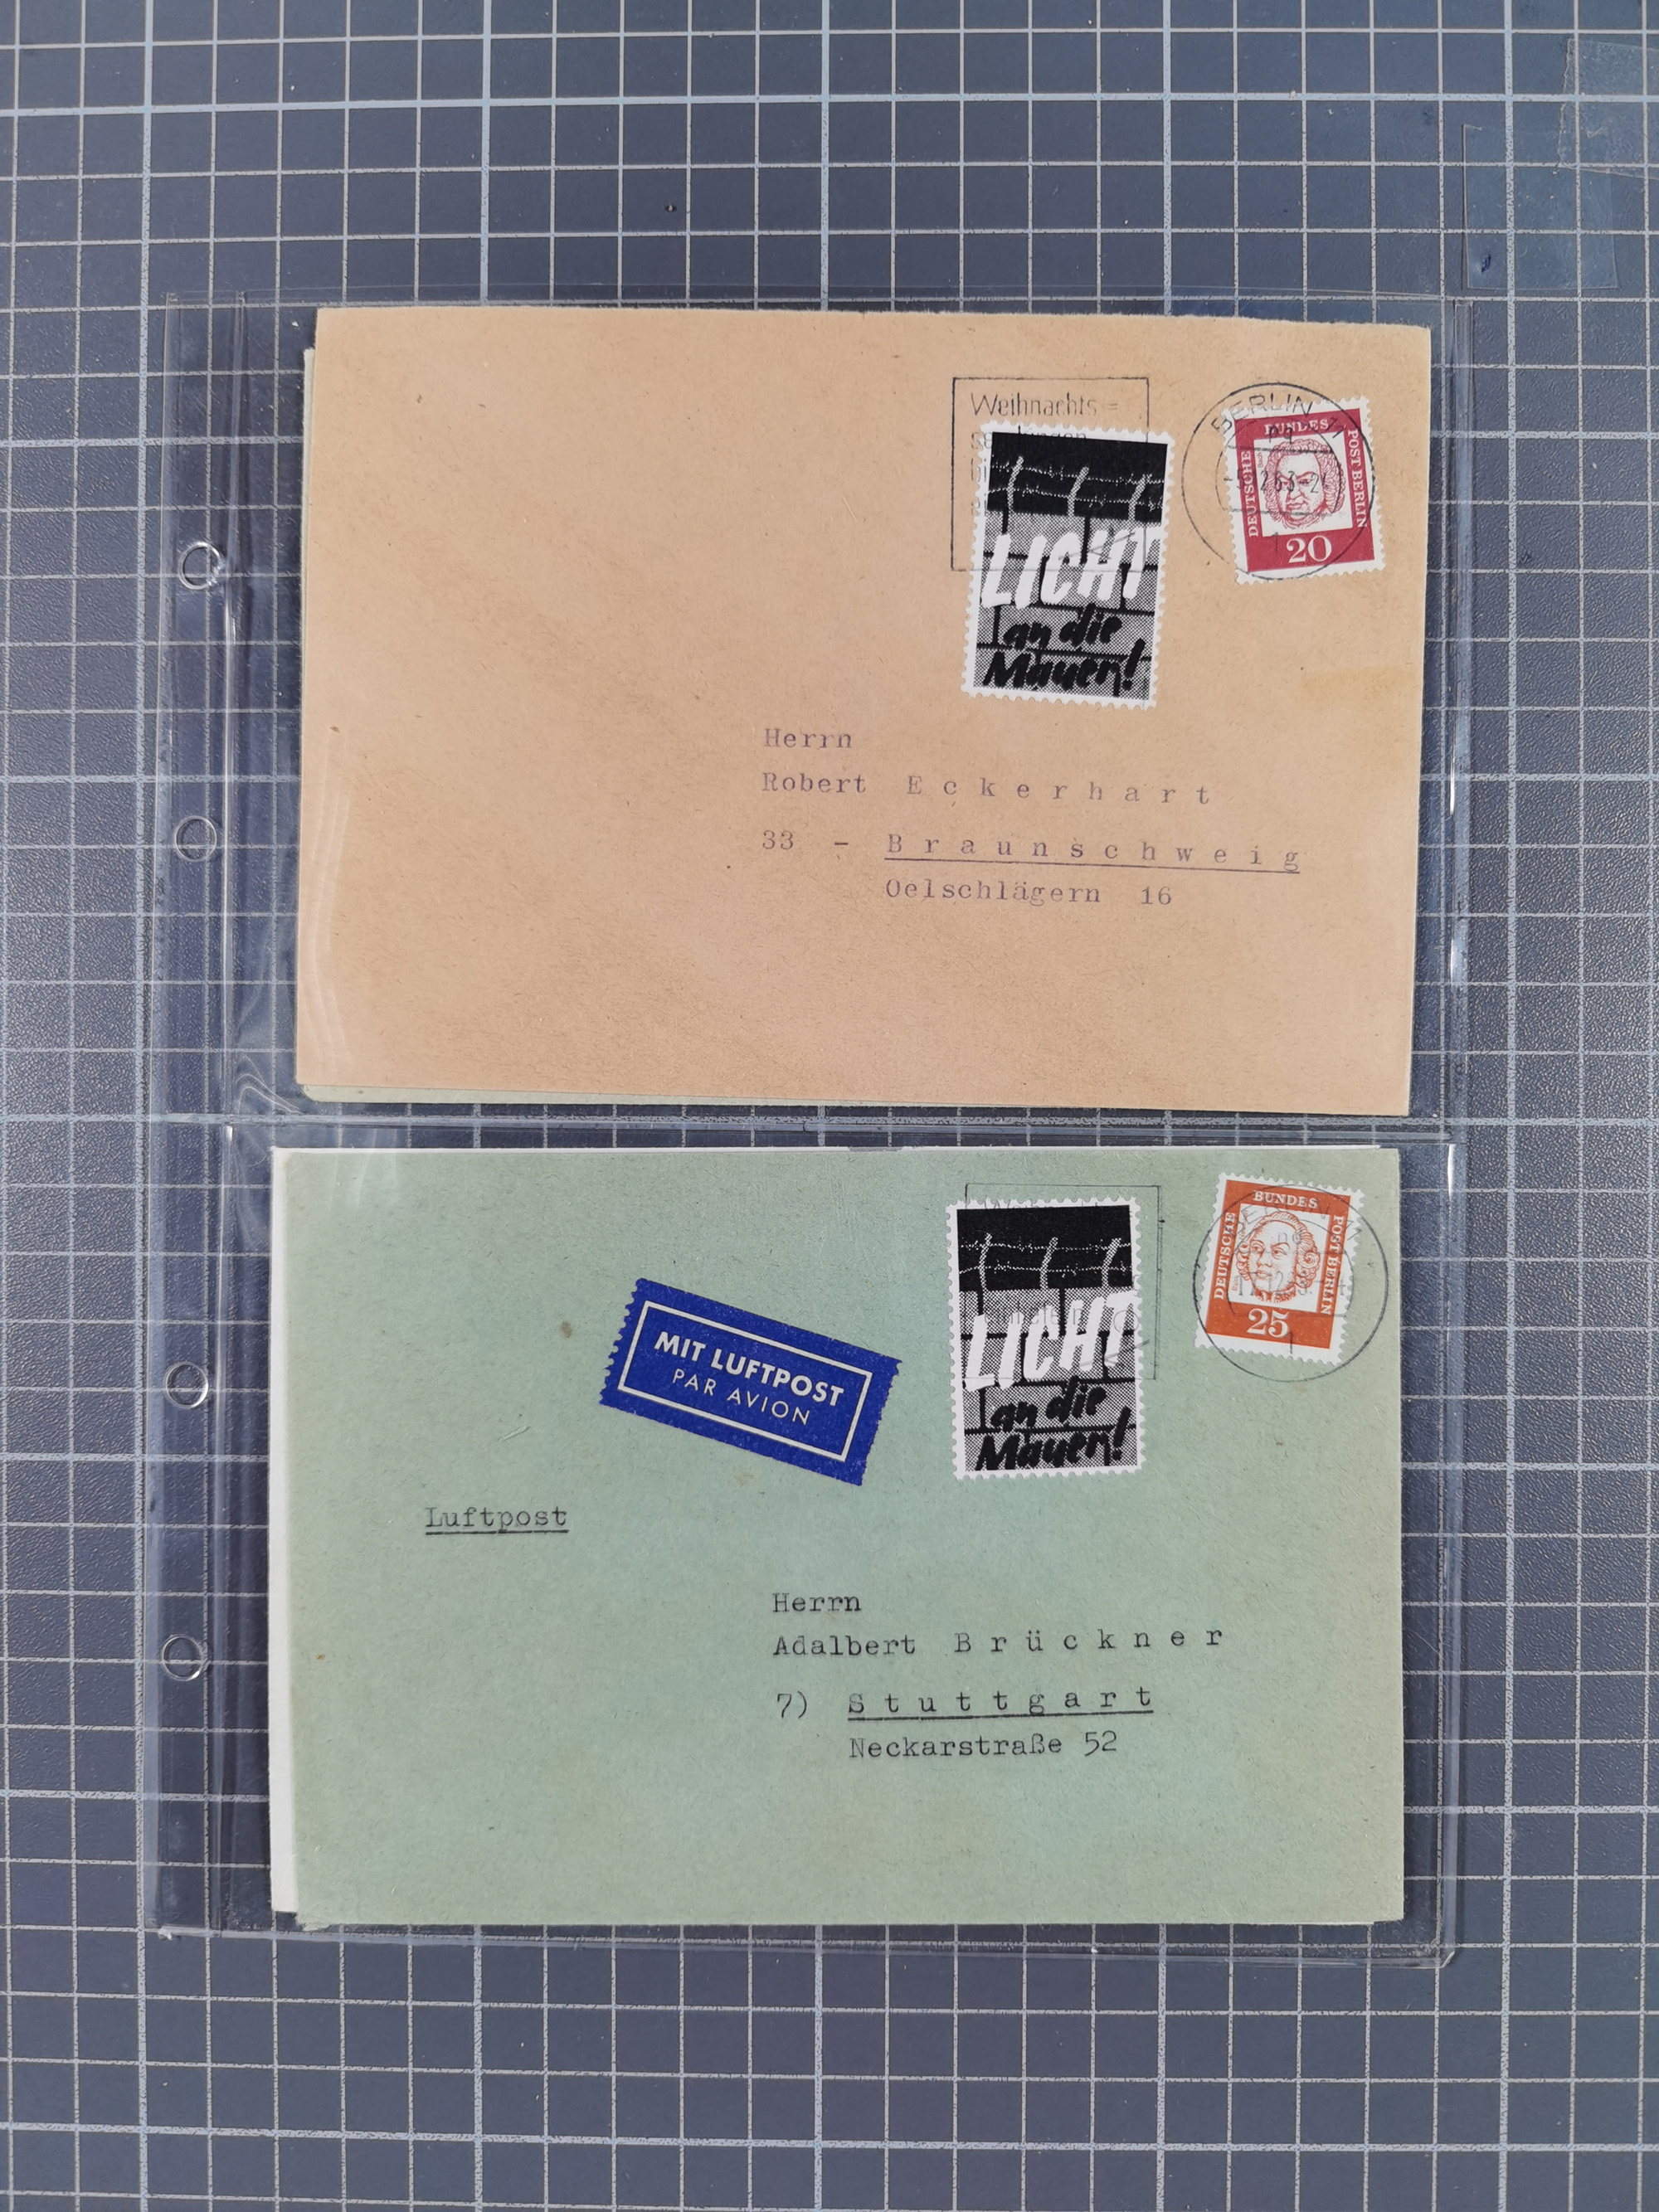 Weihnachts=
BERLIN
DEUTSCHE BUNDES POST BERLIN
20
LICHT
an die
Mauer!
Herrn
Robert Eckerhart
33 - Braunschweig
Oelschlägern 16
DEUTSCHE BUNDES POST BERLIN
25
LICHT
an die
Mauer!
MIT LUFTPOST
PAR AVION
Luftpost
Herrn
Adalbert Brückner
7) Stuttgart
Neckarstraße 52